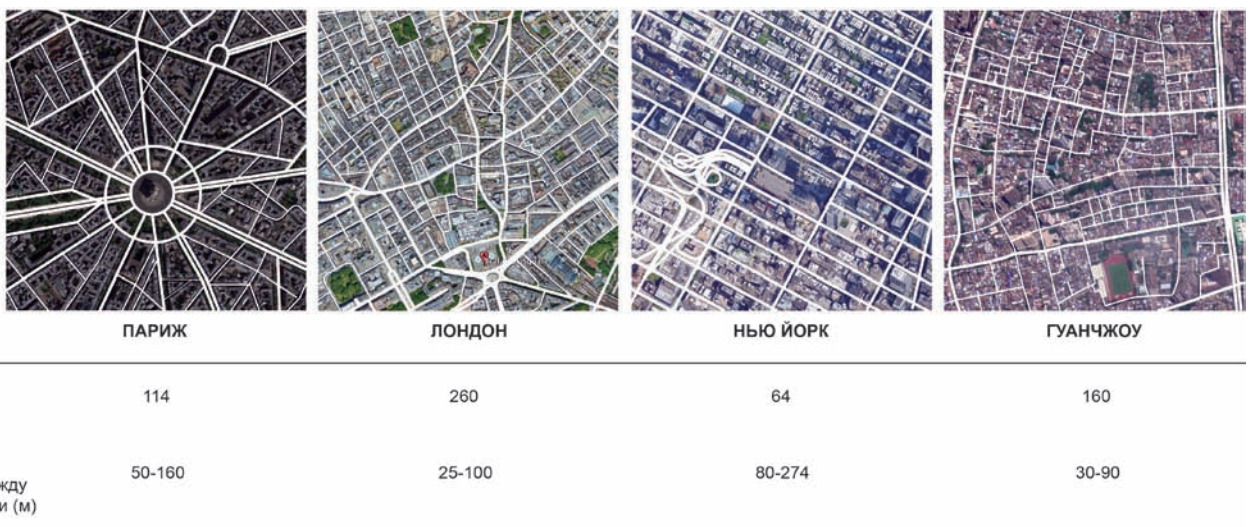 ПАРИЖ ЛОНДОН НЬЮ ЙОРК ГУАНЧЖОУ
114 260 64 160
50-160 25-100 80-274 30-90
жду
и (м)